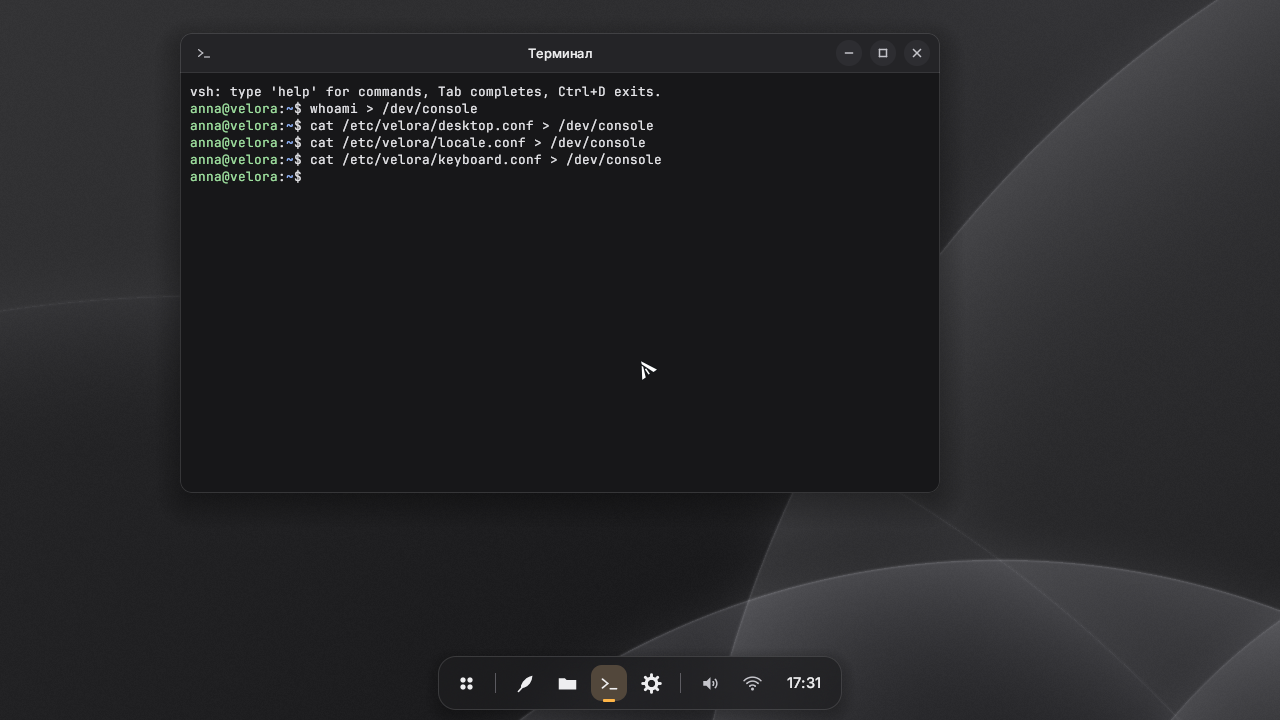 Терминал
vsh: type 'help' for commands, Tab completes, Ctrl+D exits.
anna@velora:~$ whoami > /dev/console
anna@velora:~$ cat /etc/velora/desktop.conf > /dev/console
anna@velora:~$ cat /etc/velora/locale.conf > /dev/console
anna@velora:~$ cat /etc/velora/keyboard.conf > /dev/console
anna@velora:~$
17:31